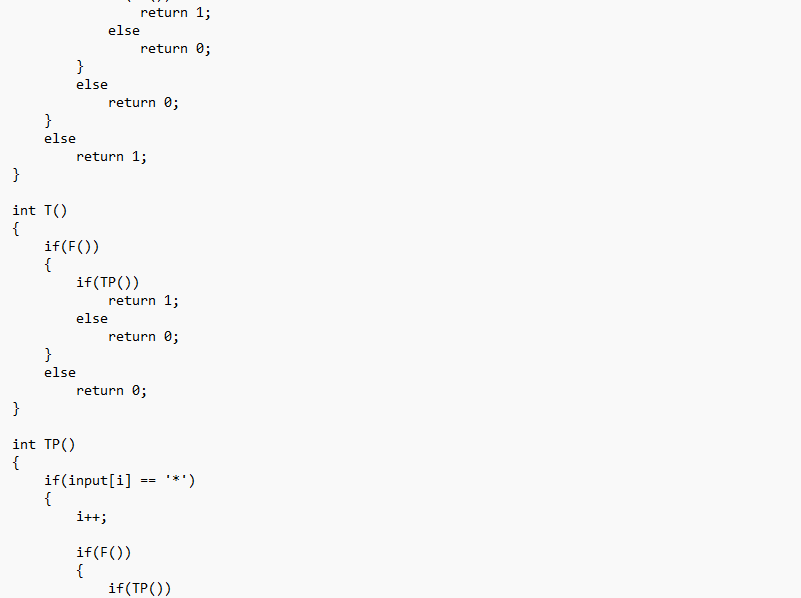 return 1;
else
return 0;
}
else
return 0;
}
else
return 1;
}
int T()
{
if(F())
{
if(TP())
return 1;
else
return 0;
}
else
return 0;
}
int TP()
{
if(input[i] == '*')
{
i++;
if(F())
{
if(TP())